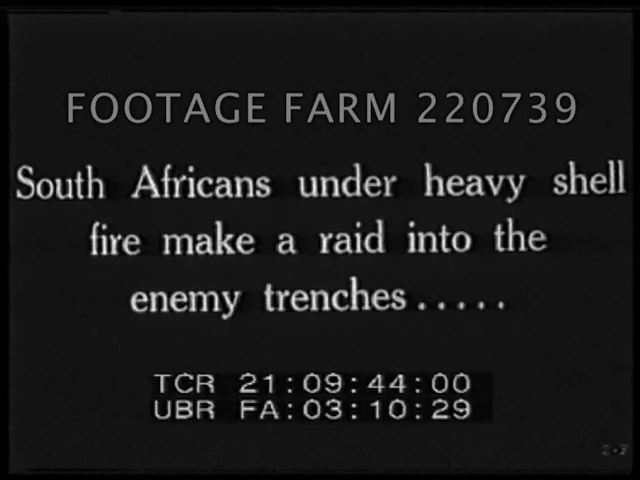 FOOTAGE FARM 220739
South Africans under heavy shell
fire make a raid into the
enemy trenches.....
TCR 21:09:44:00
UBR FA:03:10:29